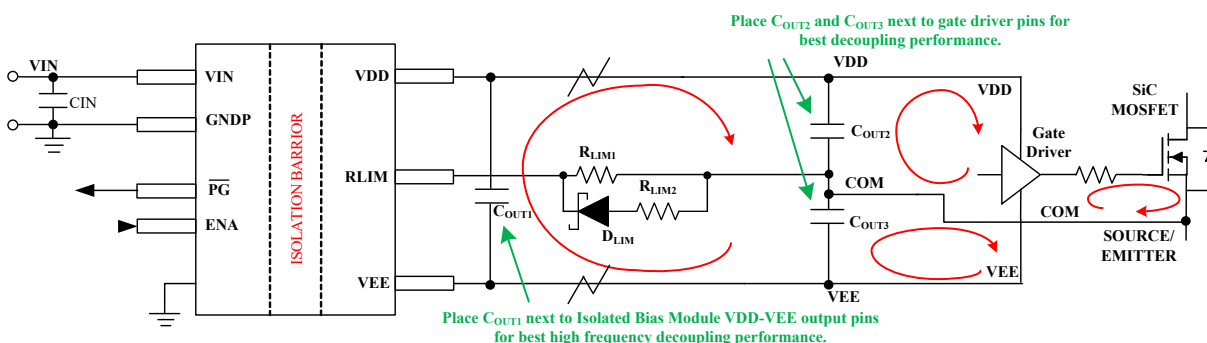 Place COUT2 and COUT3 next to gate driver pins for
best decoupling performance.
VIN
VIN
CIN
GNDP
PG
ENA
ISOLATION BARRIER
VDD
RLIM
VEE
COUT1
RLIM1
RLIM2
DLIM
VDD
COUT2
COM
COUT3
VEE
VDD
Gate
Driver
COM
VEE
SiC
MOSFET
SOURCE/
EMITTER
Place COUT1 next to Isolated Bias Module VDD-VEE output pins
for best high frequency decoupling performance.